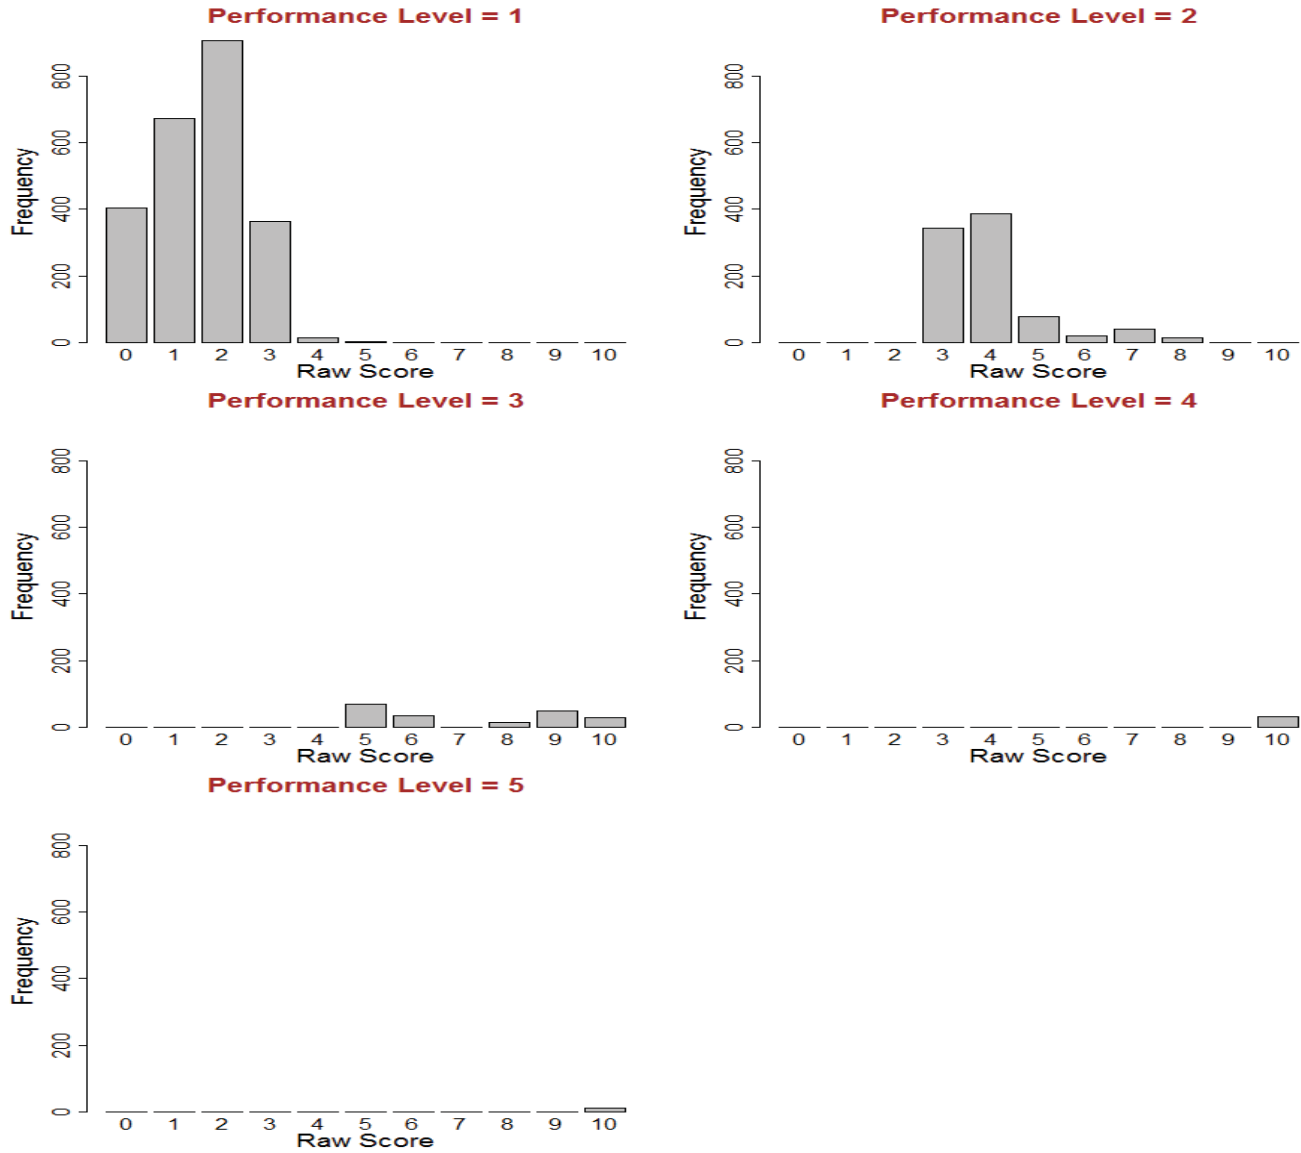 Performance Level = 1
Frequency
800
600
400
200
0
0 1 2 3 4 5 6 7 8 9 10
Raw Score
Performance Level = 2
Frequency
800
600
400
200
0
0 1 2 3 4 5 6 7 8 9 10
Raw Score
Performance Level = 3
Frequency
800
600
400
200
0
0 1 2 3 4 5 6 7 8 9 10
Raw Score
Performance Level = 4
Frequency
800
600
400
200
0
0 1 2 3 4 5 6 7 8 9 10
Raw Score
Performance Level = 5
Frequency
800
600
400
200
0
0 1 2 3 4 5 6 7 8 9 10
Raw Score